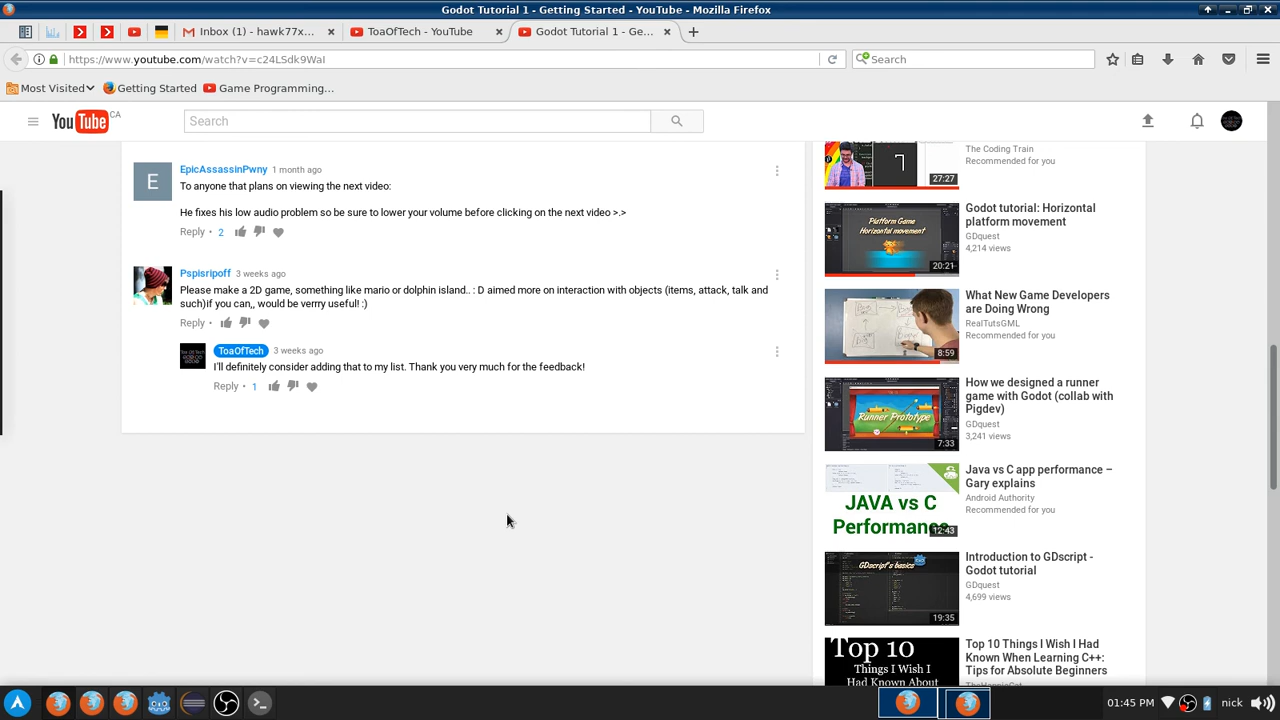 Godot Tutorial 1 - Getting Started - YouTube - Mozilla Firefox
Inbox (1) - hawk77x...
ToaOfTech - YouTube
Godot Tutorial 1 - Ge...
https://www.youtube.com/watch?v=c24LSdk9WaI
Search
Most Visited
Getting Started
Game Programming...
YouTube CA
Search
EpicAssassinPwny 1 month ago
E
To anyone that plans on viewing the next video:
He fixes his low audio problem so be sure to lower your volume before clicking on the next video >.>
Reply • 2
Pspisripoff 3 weeks ago
Please make a 2D game, something like mario or dolphin island.. : D aimed more on interaction with objects (items, attack, talk and
such)if you can,, would be verrry useful! :)
Reply •
ToaOfTech 3 weeks ago
I'll definitely consider adding that to my list. Thank you very much for the feedback!
Reply • 1
The Coding Train
Recommended for you
7
27:27
Godot tutorial: Horizontal
platform movement
GDquest
4,214 views
Platform Game
Horizontal movement
20:21
What New Game Developers
are Doing Wrong
RealTutsGML
Recommended for you
8:59
How we designed a runner
game with Godot (collab with
Pigdev)
GDquest
3,241 views
Runner Prototype
7:33
Java vs C app performance –
Gary explains
Android Authority
Recommended for you
JAVA vs C
Performance
12:43
Introduction to GDscript -
Godot tutorial
GDquest
4,699 views
GDscript's basics
19:35
Top 10 Things I Wish I Had
Known When Learning C++:
Tips for Absolute Beginners
Top 10
Things I Wish I
Had Known About
01:45 PM
nick